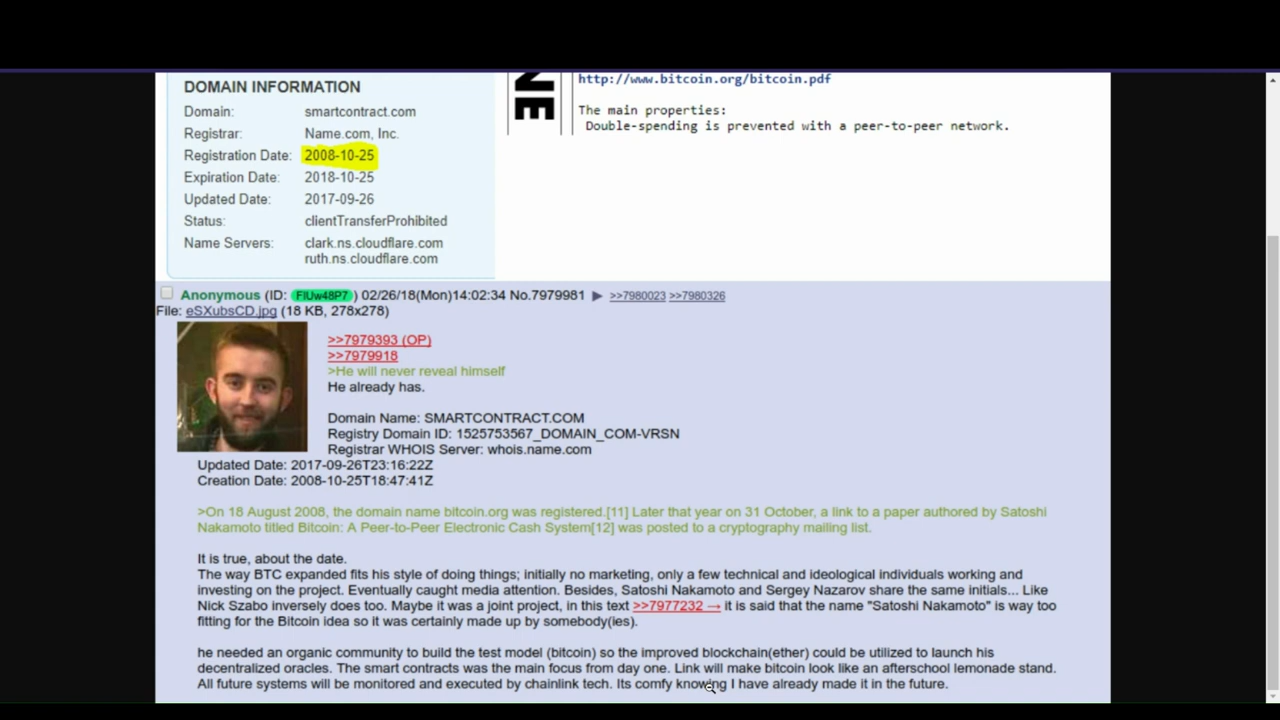 DOMAIN INFORMATION
Domain: smartcontract.com
Registrar: Name.com, Inc.
Registration Date: 2008-10-25
Expiration Date: 2018-10-25
Updated Date: 2017-09-26
Status: clientTransferProhibited
Name Servers: clark.ns.cloudflare.com
ruth.ns.cloudflare.com
NE
http://www.bitcoin.org/bitcoin.pdf
The main properties:
Double-spending is prevented with a peer-to-peer network.
Anonymous (ID: FlUw48P7) 02/26/18(Mon)14:02:34 No.7979981 ▶ >>7980023 >>7980326
File: eSXubsCD.jpg (18 KB, 278x278)
>>7979393 (OP)
>>7979918
>He will never reveal himself
He already has.
Domain Name: SMARTCONTRACT.COM
Registry Domain ID: 1525753567_DOMAIN_COM-VRSN
Registrar WHOIS Server: whois.name.com
Updated Date: 2017-09-26T23:16:22Z
Creation Date: 2008-10-25T18:47:41Z
>On 18 August 2008, the domain name bitcoin.org was registered.[11] Later that year on 31 October, a link to a paper authored by Satoshi
Nakamoto titled Bitcoin: A Peer-to-Peer Electronic Cash System[12] was posted to a cryptography mailing list.
It is true, about the date.
The way BTC expanded fits his style of doing things; initially no marketing, only a few technical and ideological individuals working and
investing on the project. Eventually caught media attention. Besides, Satoshi Nakamoto and Sergey Nazarov share the same initials... Like
Nick Szabo inversely does too. Maybe it was a joint project, in this text >>7977232 → it is said that the name "Satoshi Nakamoto" is way too
fitting for the Bitcoin idea so it was certainly made up by somebody(ies).
he needed an organic community to build the test model (bitcoin) so the improved blockchain(ether) could be utilized to launch his
decentralized oracles. The smart contracts was the main focus from day one. Link will make bitcoin look like an afterschool lemonade stand.
All future systems will be monitored and executed by chainlink tech. Its comfy knowing I have already made it in the future.